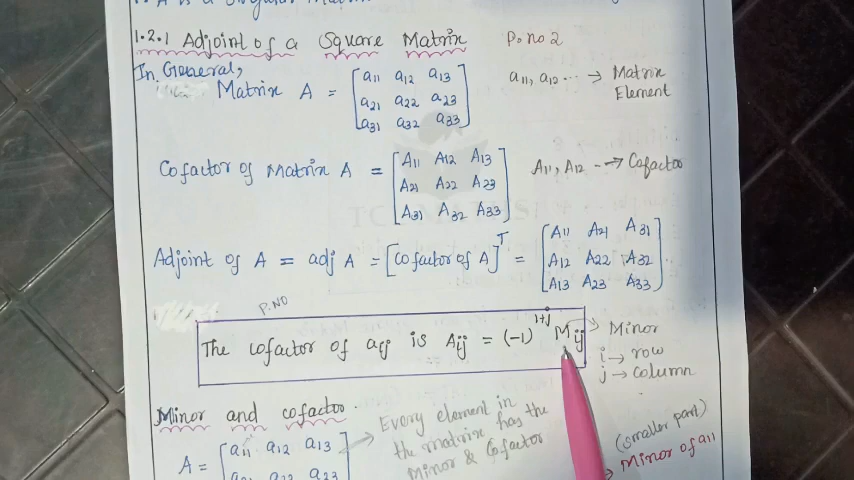 1.2.1 Adjoint of a Square Matrix P.no 2
In General,
Matrix A = [a11 a12 a13
a21 a22 a23
a31 a32 a33]
a11, a12 ... → Matrix
Element
Cofactor of Matrix A = [A11 A12 A13
A21 A22 A23
A31 A32 A33]
A11, A12 ... → Cofactor
Adjoint of A = adj A = [Cofactor of A]^T = [A11 A21 A31
A12 A22 A32
A13 A23 A33]
P.NO
The cofactor of aij is Aij = (-1)^i+j Mij
→ Minor
i → row
j → column
Minor and cofactor.
A = [a11 a12 a13
a22 a23
→ Every element in
the matrix has the
Minor & Cofactor
(smaller part)
→ Minor of a11